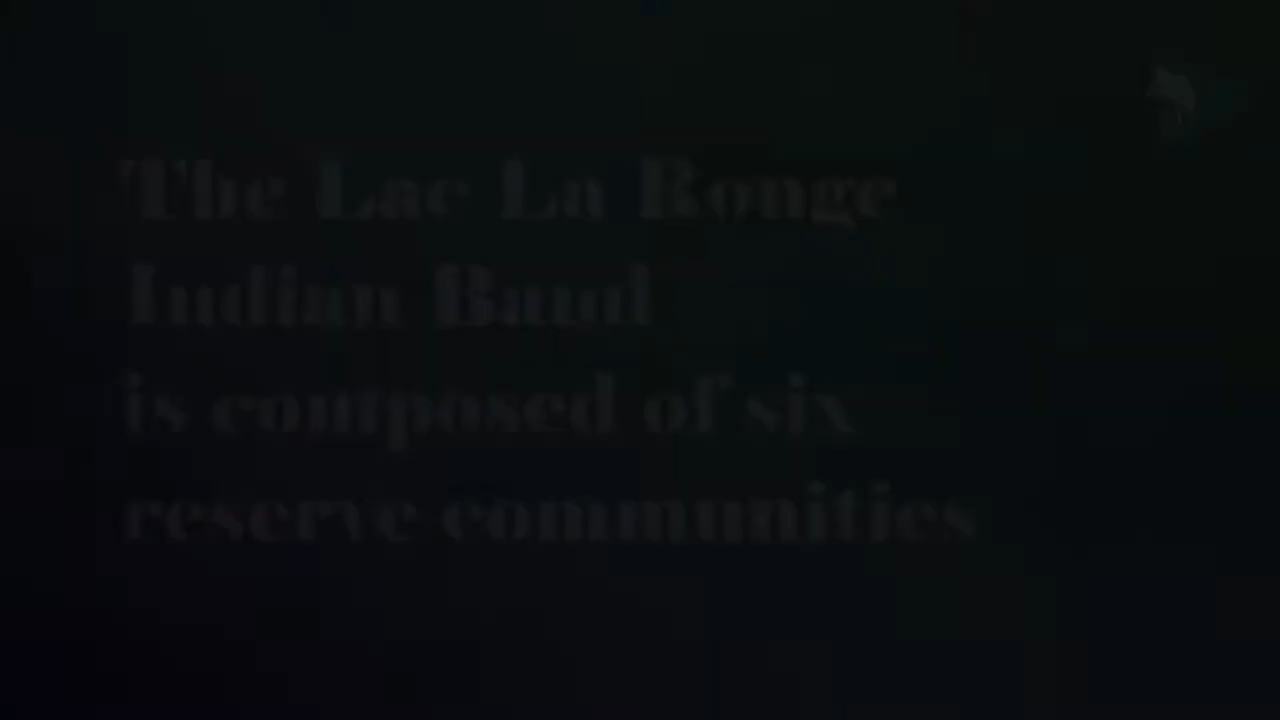 The Lac La Ronge
Indian Band
is composed of six
reserve communities